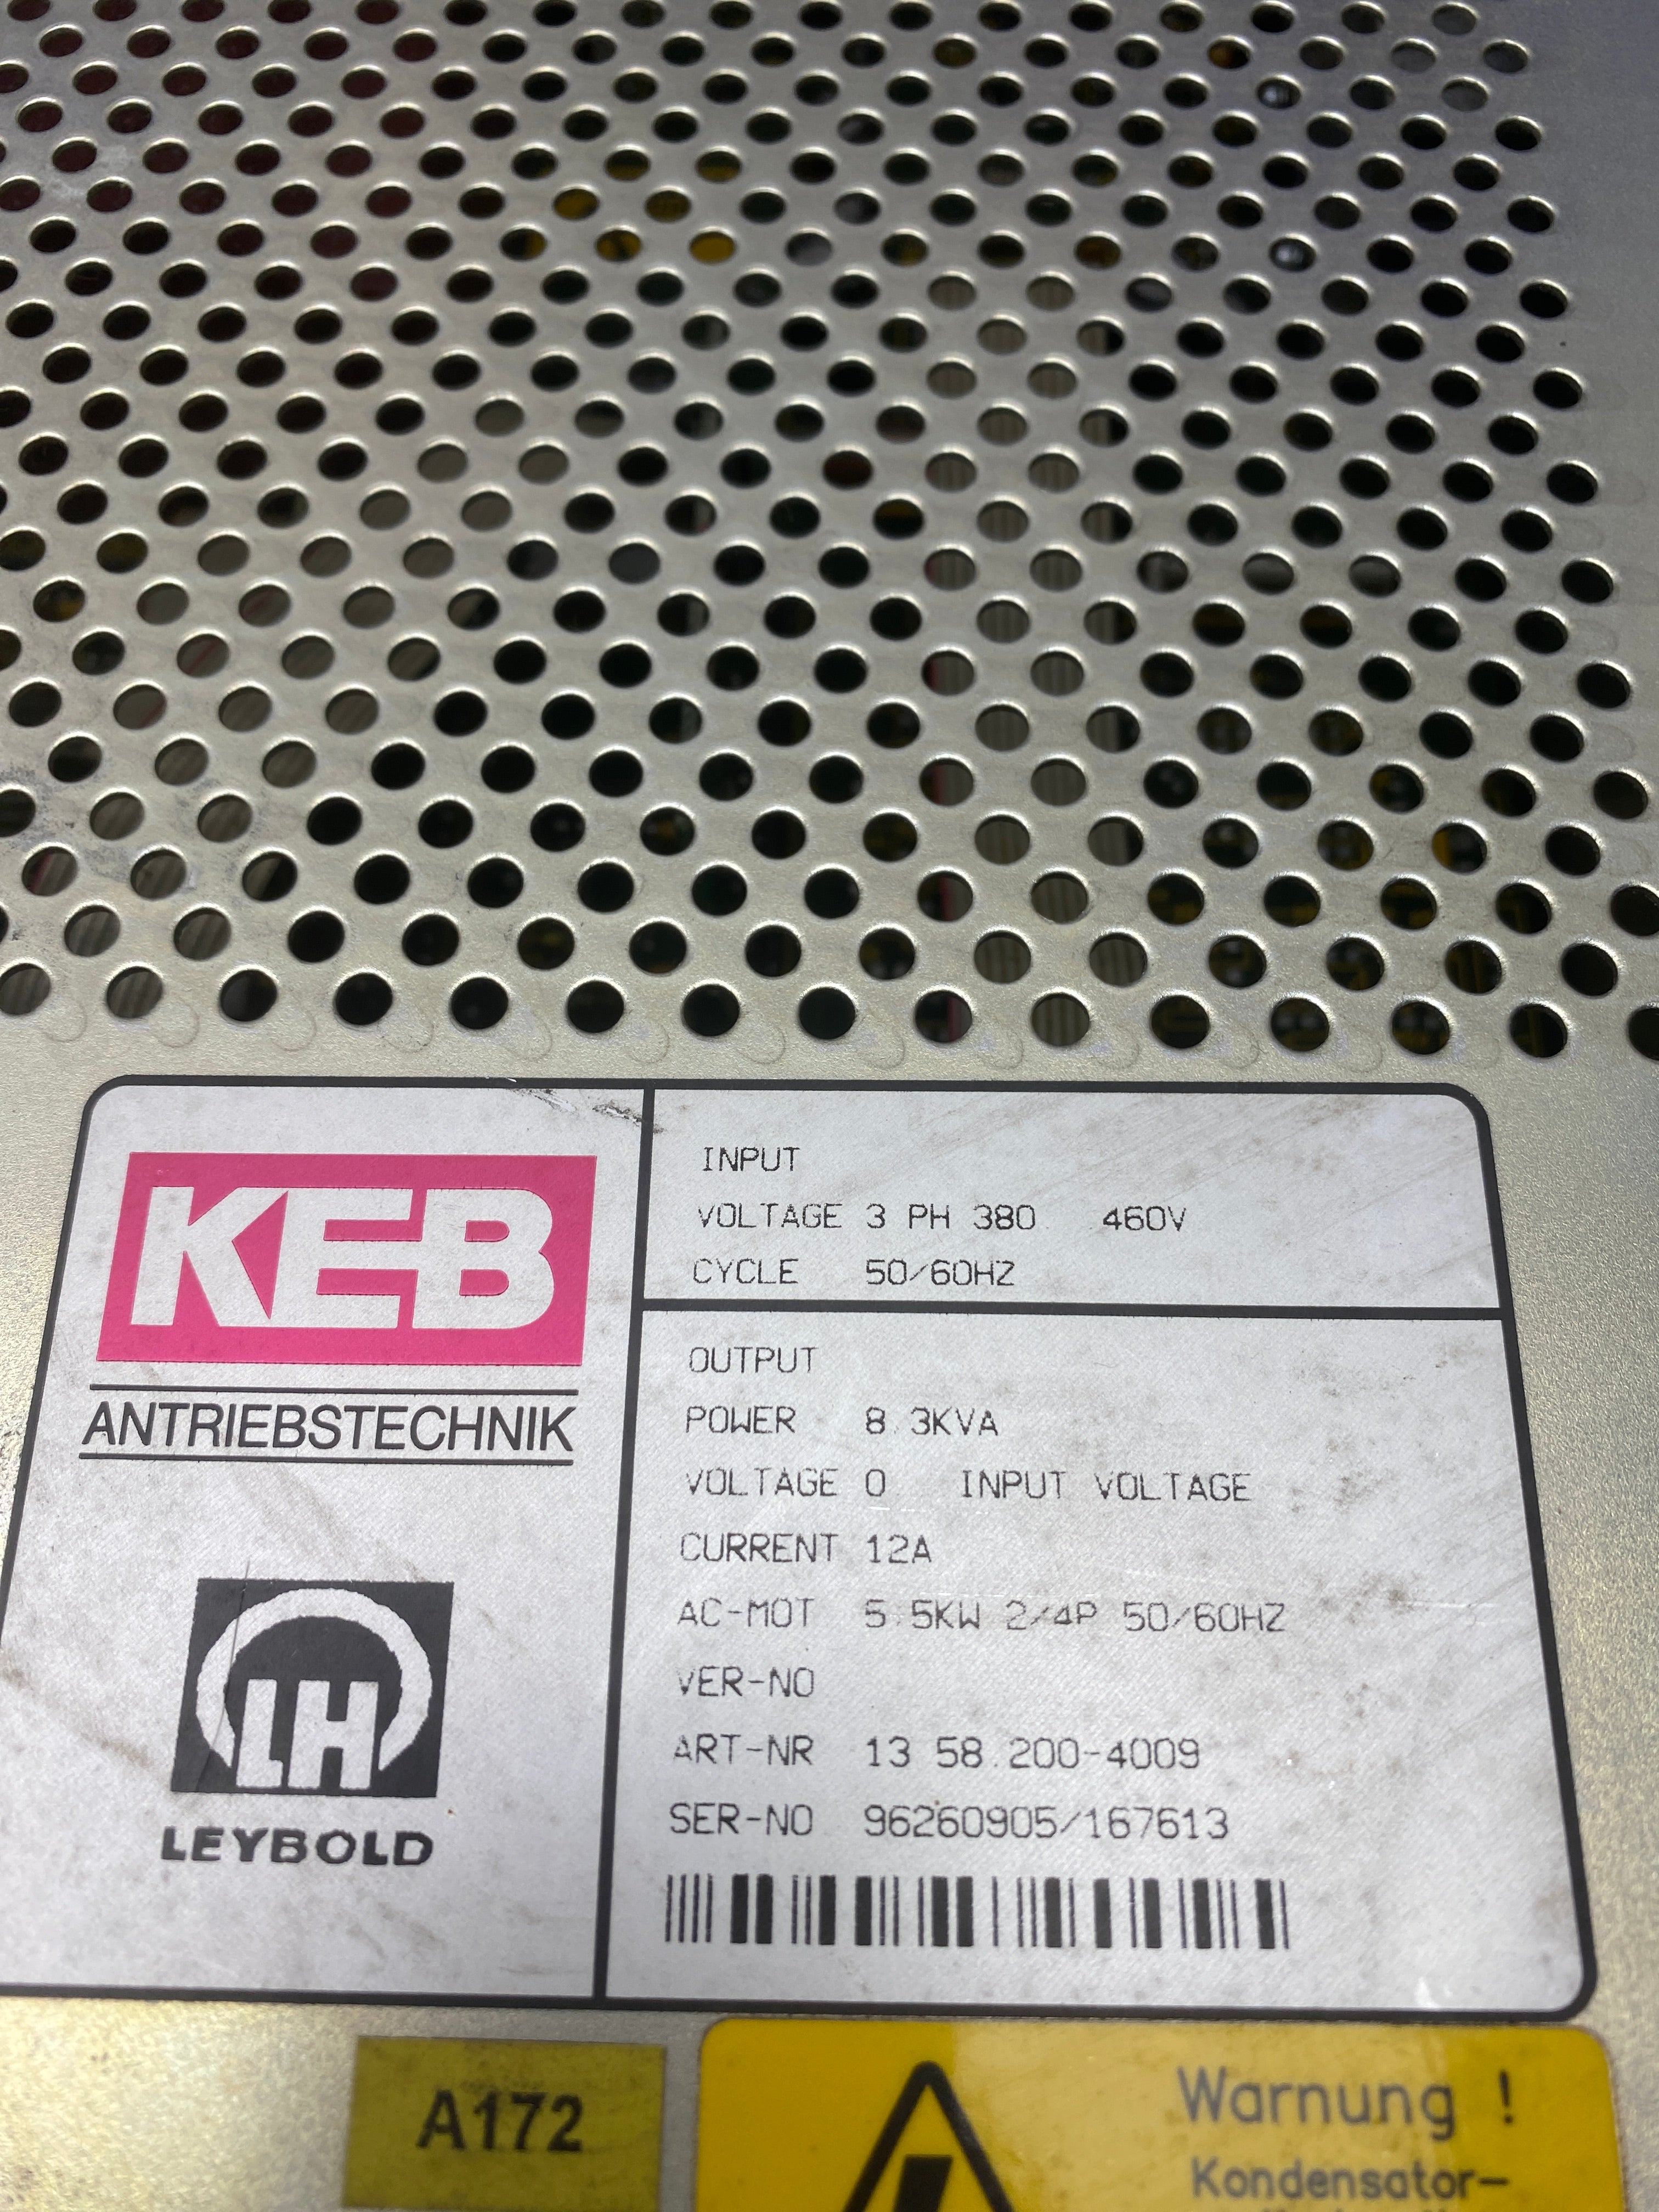 KEB
ANTRIEBSTECHNIK
LH
LEYBOLD
INPUT
VOLTAGE 3 PH 380 460V
CYCLE 50/60HZ
OUTPUT
POWER 8.3KVA
VOLTAGE 0 INPUT VOLTAGE
CURRENT 12A
AC-MOT 5.5KW 2/4P 50/60HZ
VER-NO
ART-NR 13.58.200-4009
SER-NO 96260905/167613
A172
Warnung !
Kondensator-